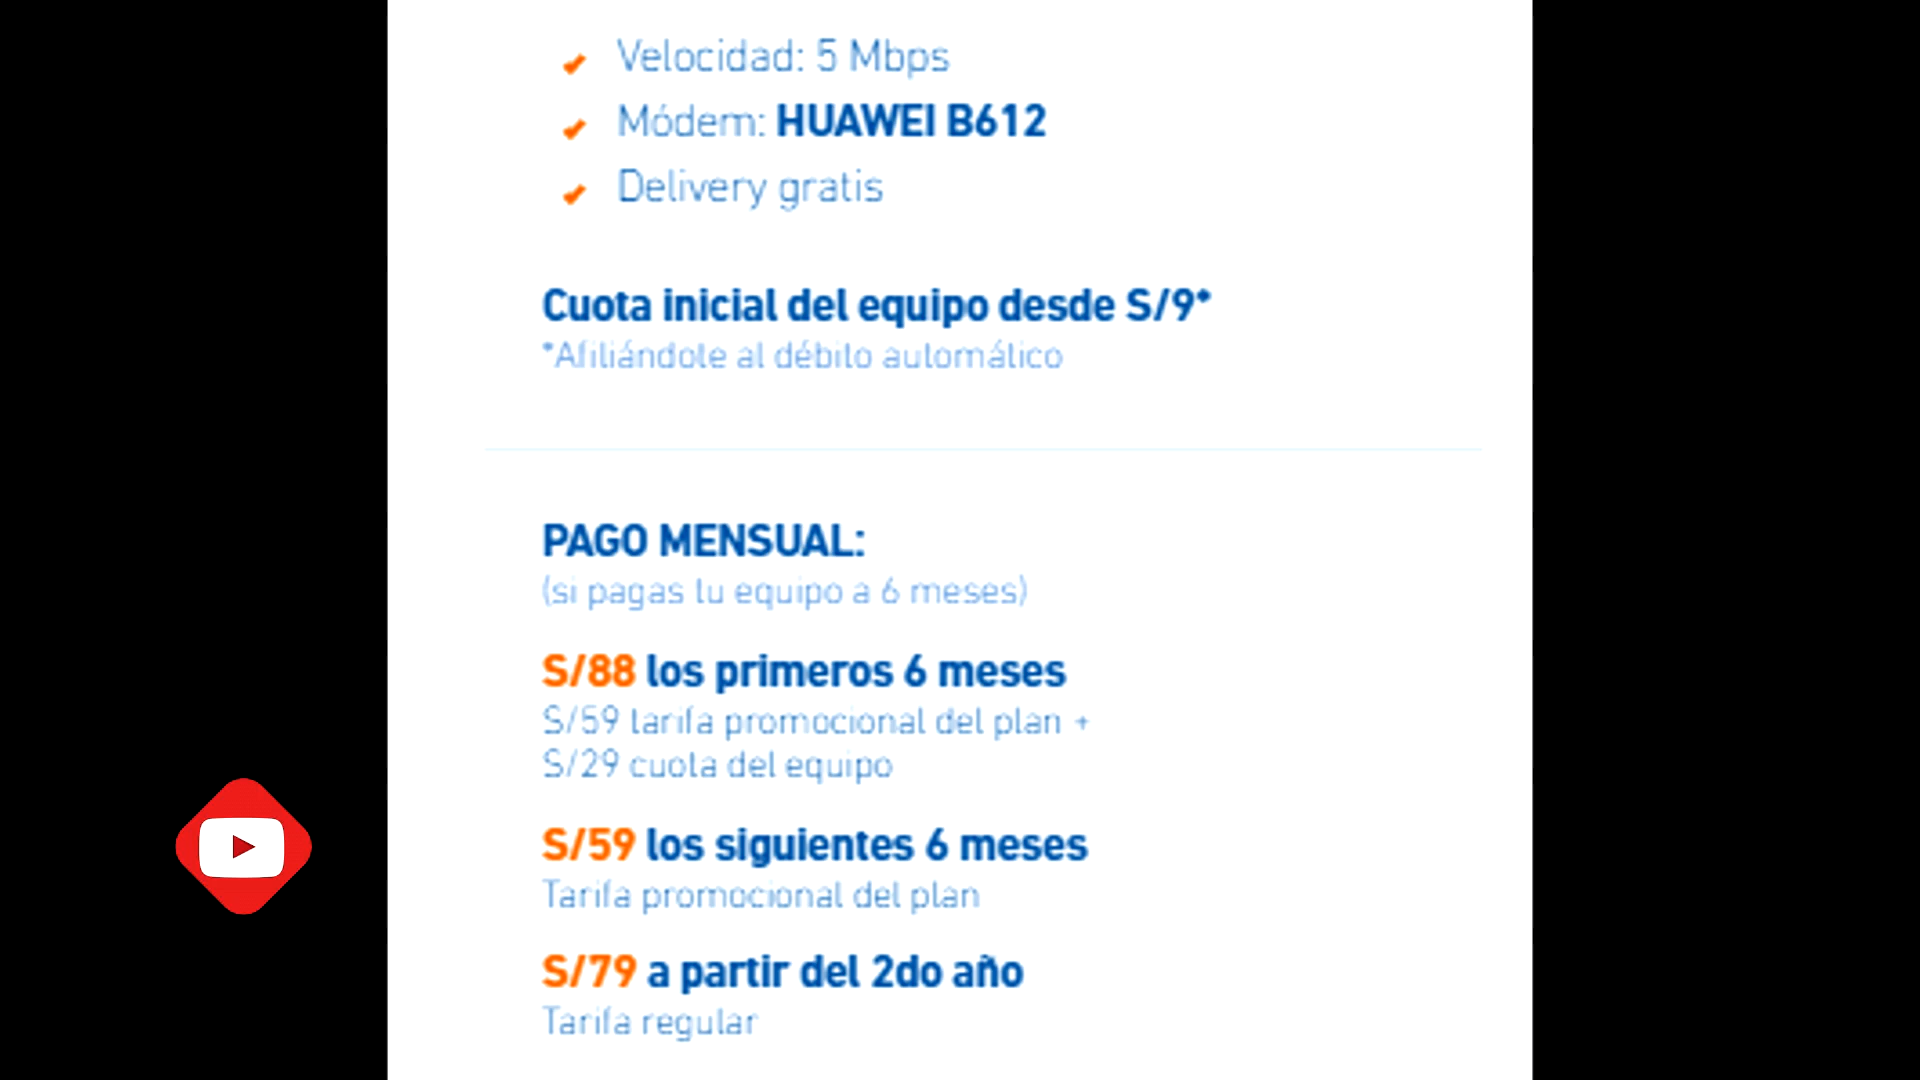 Velocidad: 5 Mbps
Módem: HUAWEI B612
Delivery gratis
Cuota inicial del equipo desde S/9*
*Afiliándote al débito automático
PAGO MENSUAL:
(si pagas tu equipo a 6 meses)
S/88 los primeros 6 meses
S/59 tarifa promocional del plan +
S/29 cuota del equipo
S/59 los siguientes 6 meses
Tarifa promocional del plan
S/79 a partir del 2do año
Tarifa regular